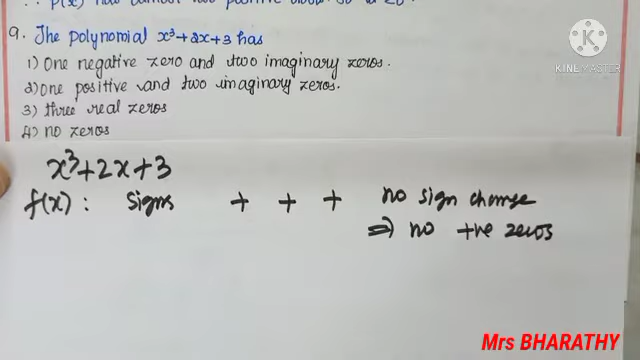 9. The polynomial x³+2x+3 has
1) One negative zero and two imaginary zeros.
2) one positive and two imaginary zeros.
3) three real zeros
4) no zeros
KINEMASTER
x³+2x+3
f(x) : signs + + + no sign change
⇒ no +ve zeros
Mrs BHARATHY